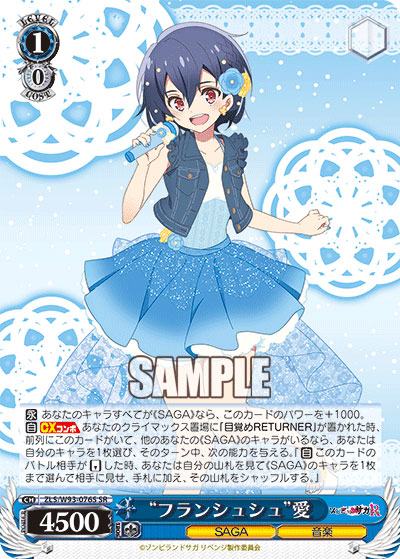 LEVEL
1
0
COST
SAMPLE
永 あなたのキャラすべてが《SAGA》なら、このカードのパワーを+1000。
自 CXコンボ あなたのクライマックス置場に「目覚めRETURNER」が置かれた時、
前列にこのカードがいて、他のあなたの《SAGA》のキャラがいるなら、あなたは
自分のキャラを1枚選び、そのターン中、次の能力を与える。『自 このカードの
バトル相手が【】した時、あなたは自分の山札を見て《SAGA》のキャラを1枚
まで選んで相手に見せ、手札に加え、その山札をシャッフルする。』
CH ZLS/W93-076S SR
4500
"フランシュシュ"愛
SAGA
音楽
©ゾンビランドサガ リベンジ製作委員会